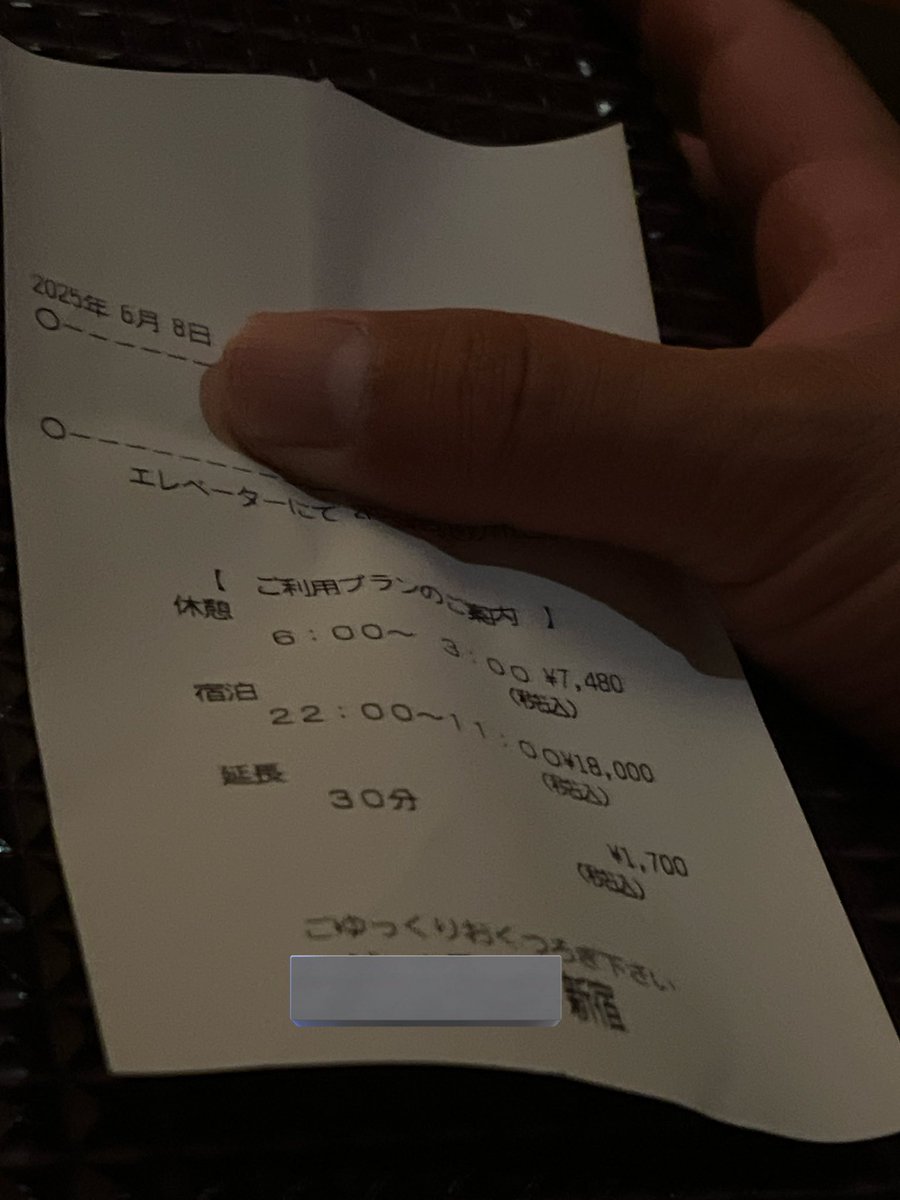 2025年 6月 8日
エレベーターにて
【 ご利用プランのご案内 】
休憩
6:00～ 3:00 ¥7,480
(税込)
宿泊
22:00～11:00¥18,000
(税込)
延長
30分
¥1,700
(税込)
ごゆっくりおくつろぎ下さい
新宿